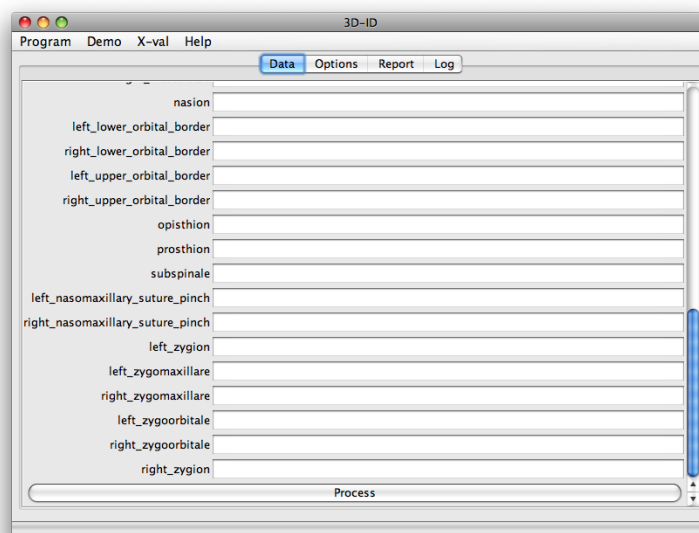 3D-ID
Program Demo X-val Help
Data Options Report Log
nasion
left_lower_orbital_border
right_lower_orbital_border
left_upper_orbital_border
right_upper_orbital_border
opisthion
prosthion
subspinale
left_nasomaxillary_suture_pinch
right_nasomaxillary_suture_pinch
left_zygion
left_zygomaxillare
right_zygomaxillare
left_zygoorbitale
right_zygoorbitale
right_zygion
Process